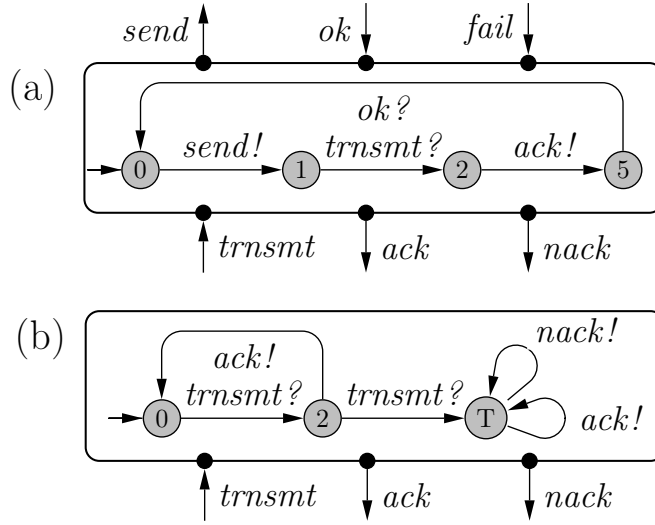 send ok fail
(a)
ok?
send! trnsmt? ack!
0 1 2 5
trnsmt ack nack
(b)
nack!
ack!
trnsmt? trnsmt?
0 2 T ack!
trnsmt ack nack